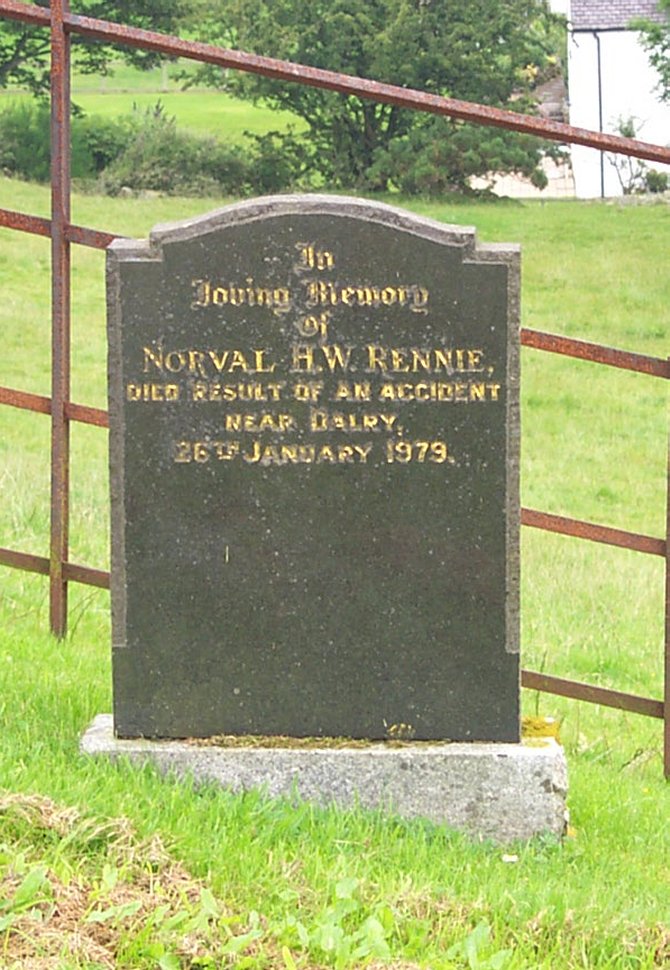 In
Loving Memory
of
NORVAL H.W. RENNIE,
DIED RESULT OF AN ACCIDENT
NEAR DALRY,
26TH JANUARY 1979.